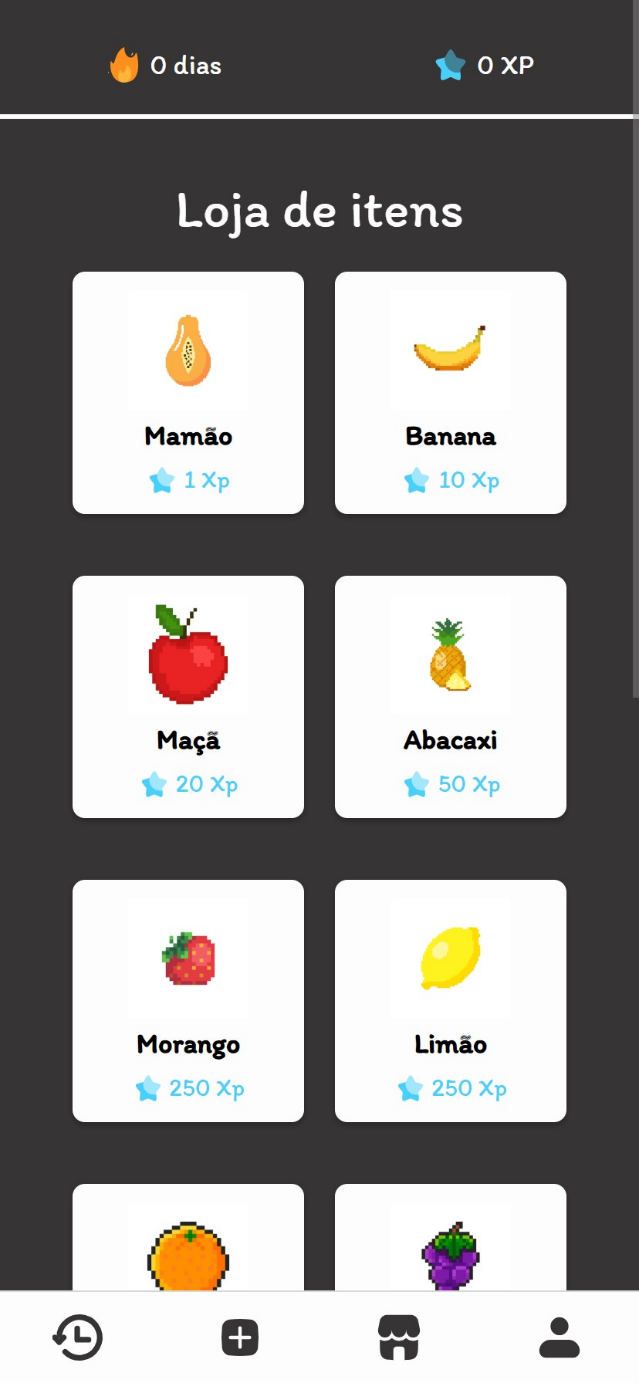 0 dias
0 XP
Loja de itens
Mamão
Banana
1 Xp
10 Xp
Maçã
Abacaxi
20 Xp
50 Xp
Morango
Limão
250 Xp
250 Xp